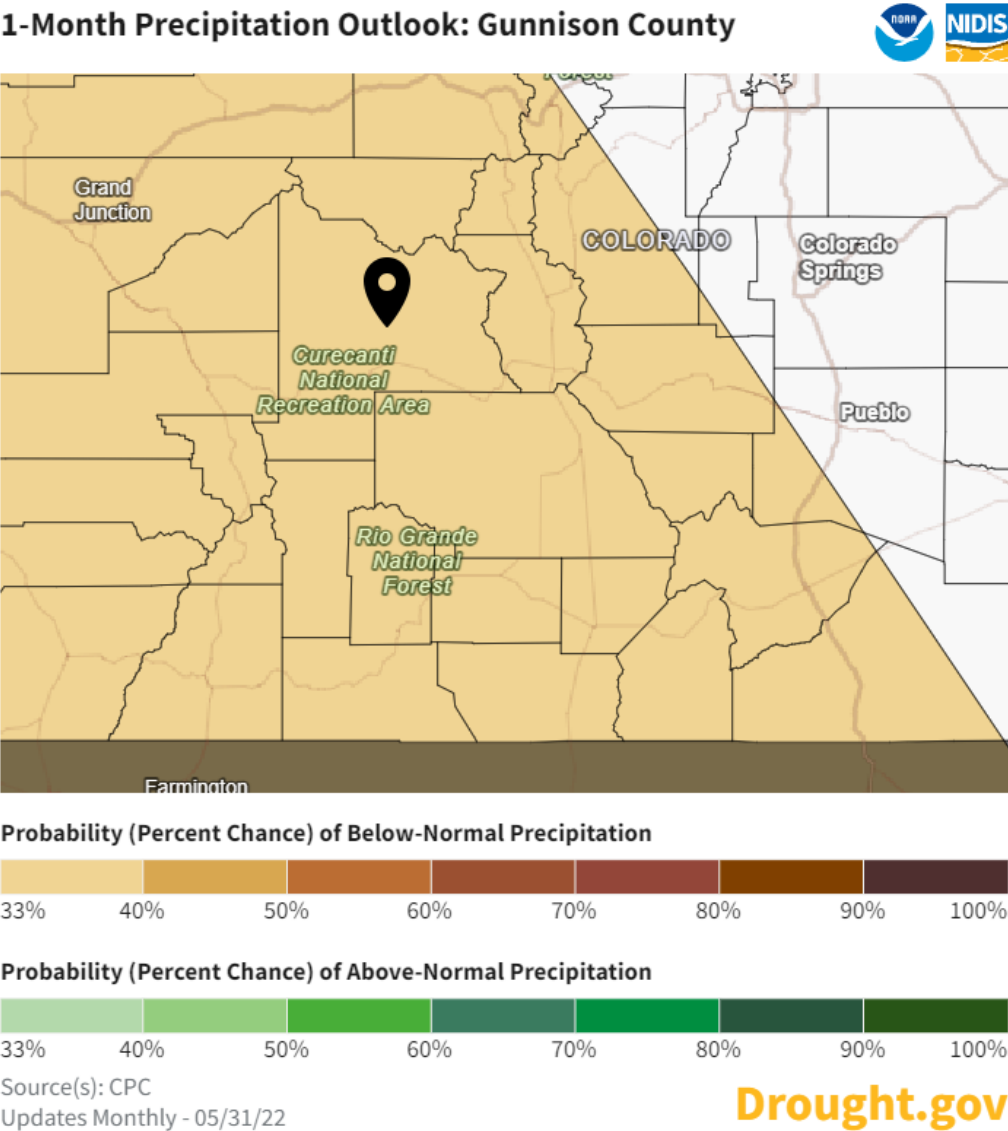 1-Month Precipitation Outlook: Gunnison County
NOAA
NIDIS
Forest
Grand
Junction
COLORADO
Colorado
Springs
Curecanti
National
Recreation Area
Pueblo
Rio Grande
National
Forest
Farmington
Probability (Percent Chance) of Below-Normal Precipitation
33% 40% 50% 60% 70% 80% 90% 100%
Probability (Percent Chance) of Above-Normal Precipitation
33% 40% 50% 60% 70% 80% 90% 100%
Source(s): CPC
Updates Monthly - 05/31/22
Drought.gov